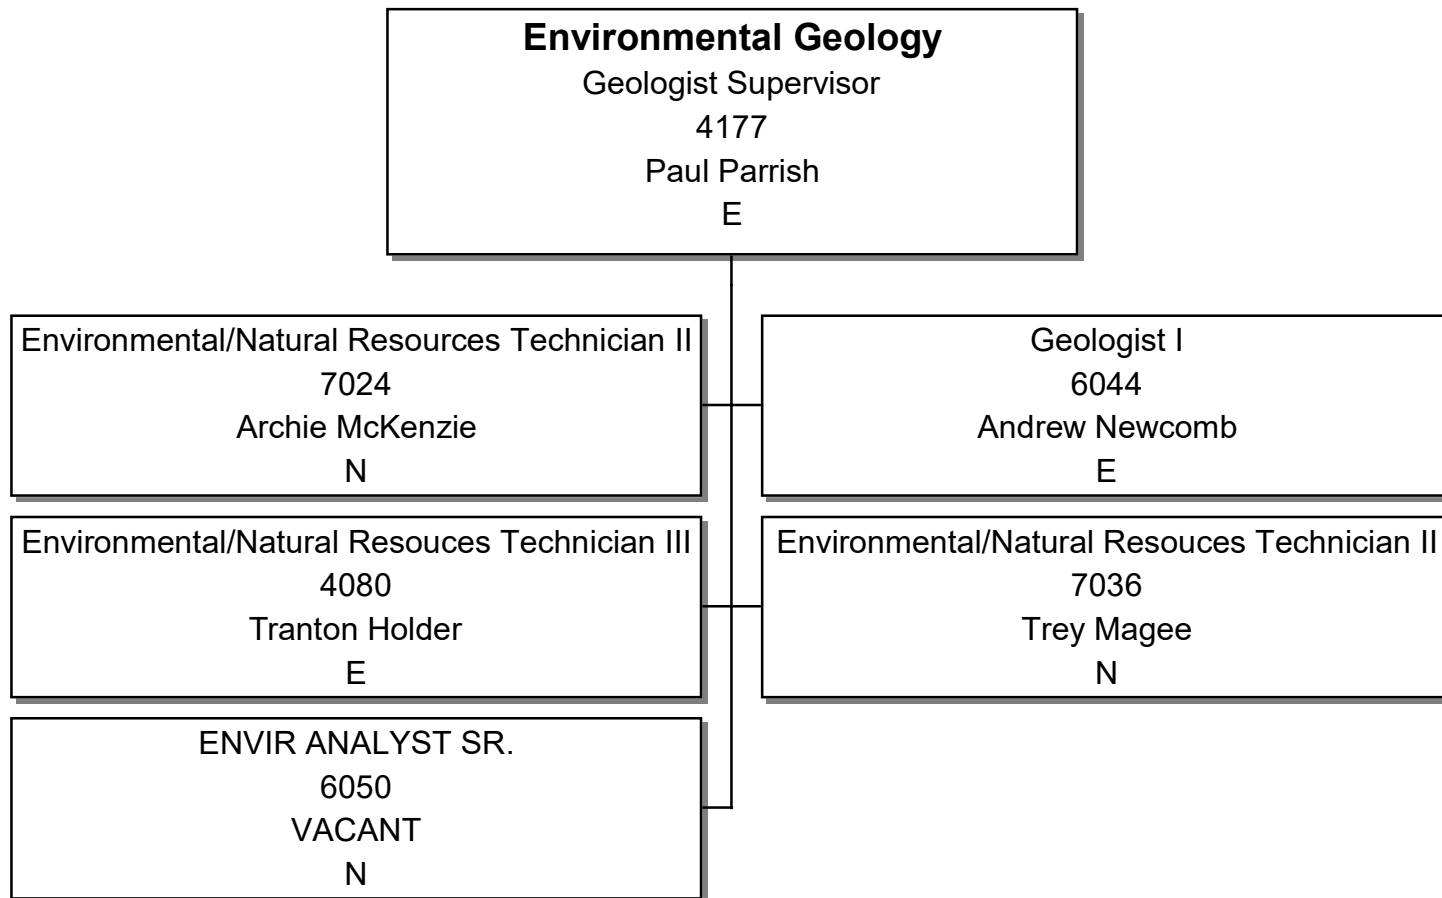 Environmental Geology
Geologist Supervisor
4177
Paul Parrish
E
Environmental/Natural Resources Technician II
7024
Archie McKenzie
N
Geologist I
6044
Andrew Newcomb
E
Environmental/Natural Resouces Technician III
4080
Tranton Holder
E
Environmental/Natural Resouces Technician II
7036
Trey Magee
N
ENVIR ANALYST SR.
6050
VACANT
N